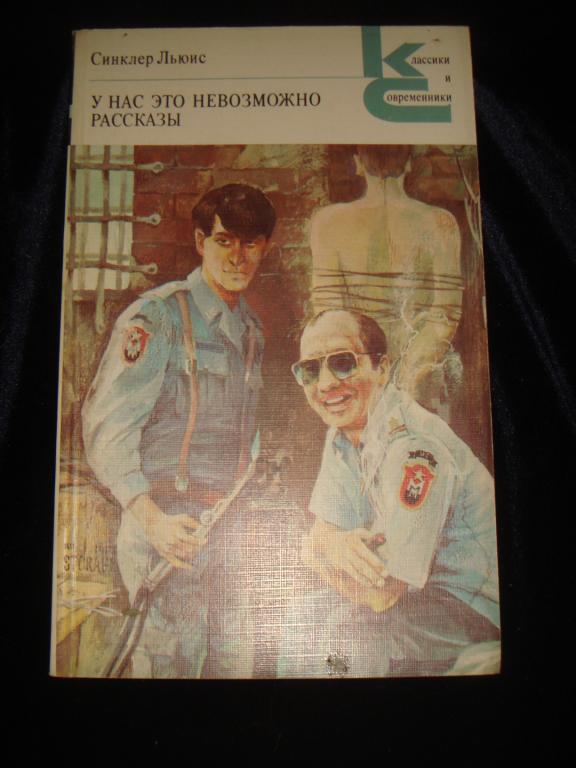 Синклер Льюис
У НАС ЭТО НЕВОЗМОЖНО
РАССКАЗЫ
Классики
и
Современники